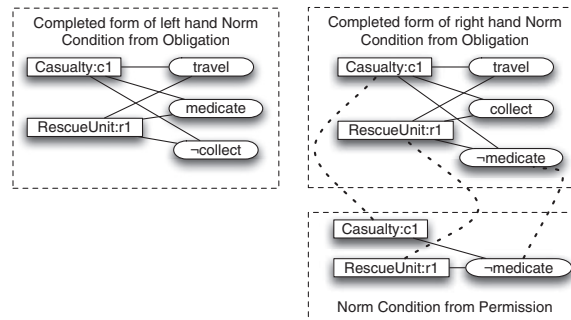 Completed form of left hand Norm
Condition from Obligation
Casualty:c1
travel
medicate
RescueUnit:r1
¬collect
Completed form of right hand Norm
Condition from Obligation
Casualty:c1
travel
collect
RescueUnit:r1
¬medicate
Casualty:c1
RescueUnit:r1
¬medicate
Norm Condition from Permission